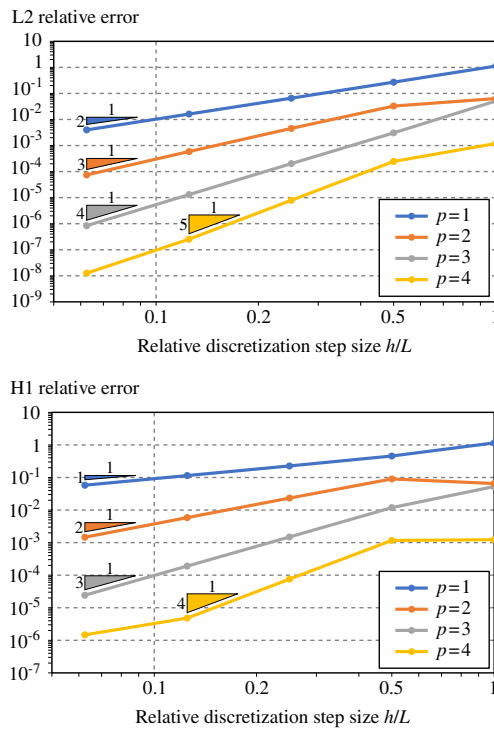 L2 relative error
10
1
10-1
10-2
10-3
10-4
10-5
10-6
10-7
10-8
10-9
1
2
1
3
1
4
1
5
p=1
p=2
p=3
p=4
0.1 0.2 0.5 1
Relative discretization step size h/L
H1 relative error
10
1
10-1
10-2
10-3
10-4
10-5
10-6
10-7
1
1
1
2
1
3
1
4
p=1
p=2
p=3
p=4
0.1 0.2 0.5 1
Relative discretization step size h/L